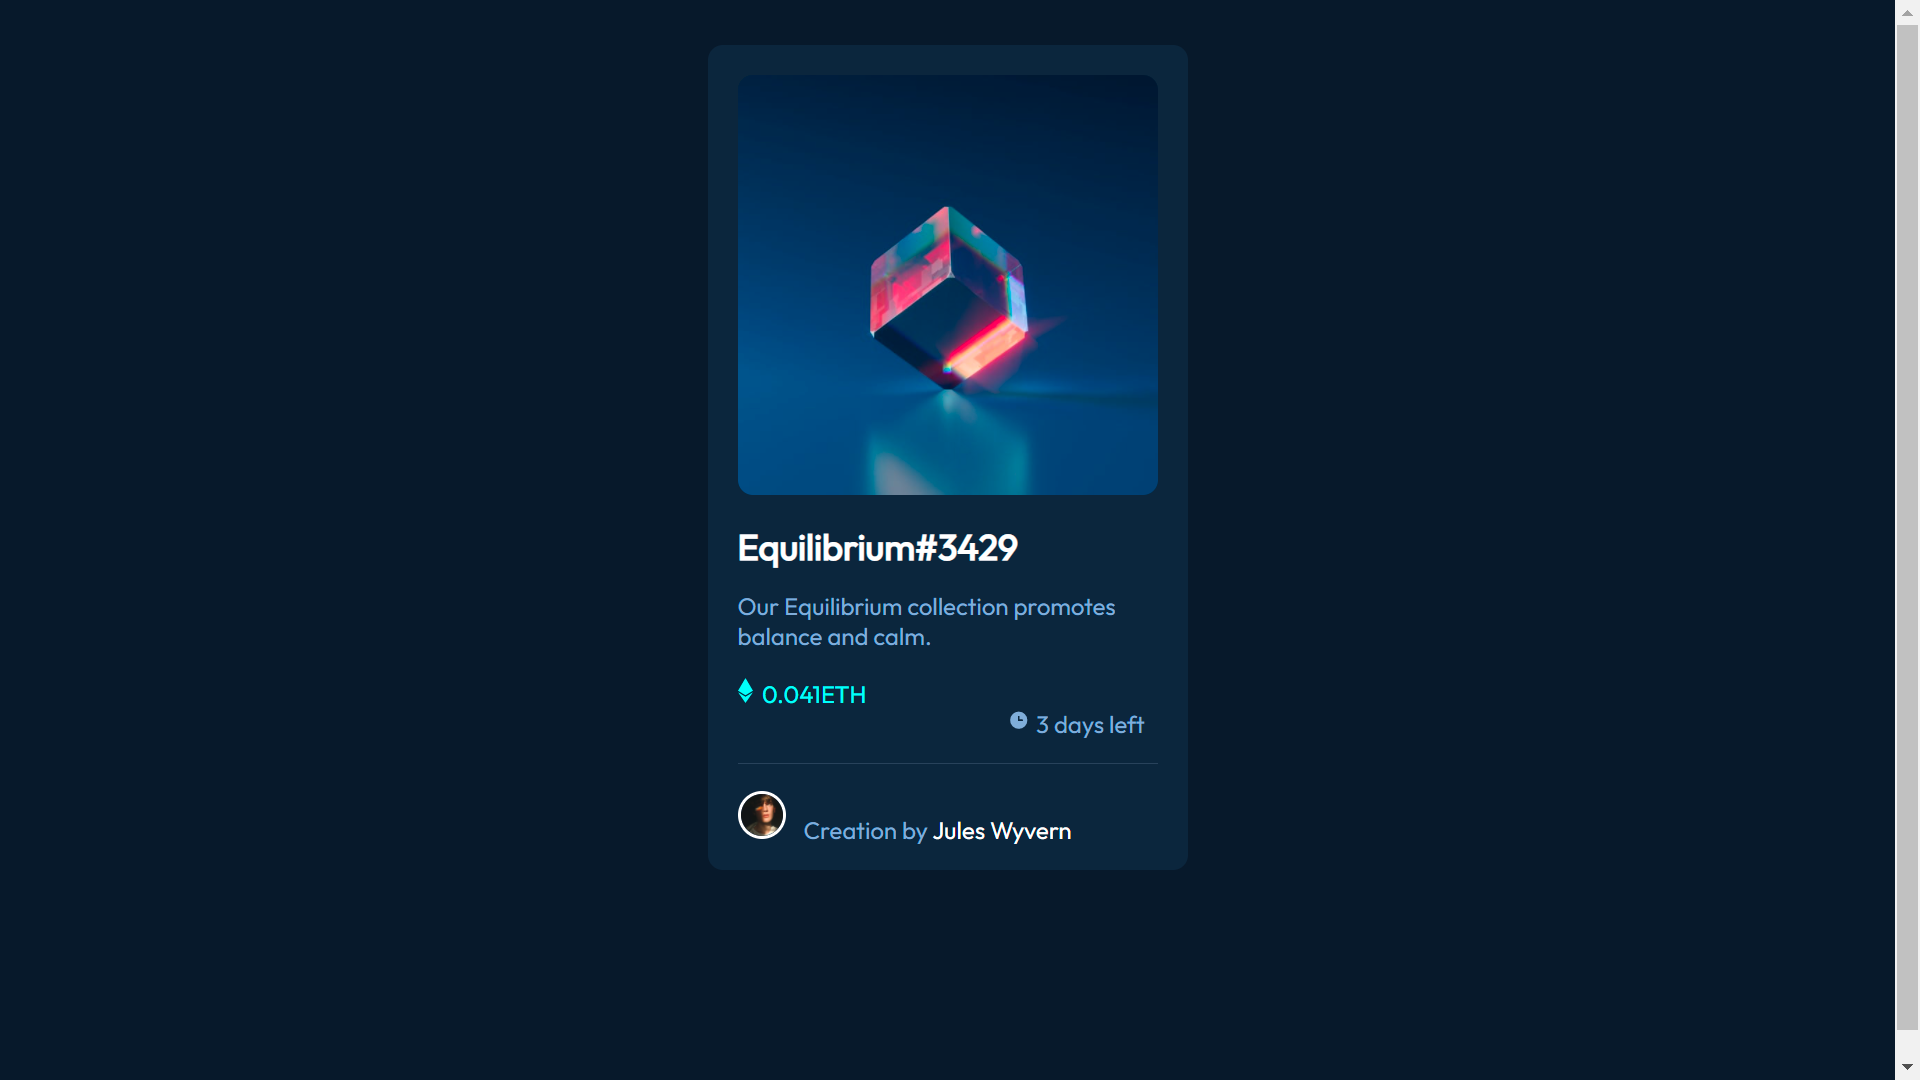 Equilibrium#3429
Our Equilibrium collection promotes
balance and calm.
0.041ETH
3 days left
Creation by Jules Wyvern